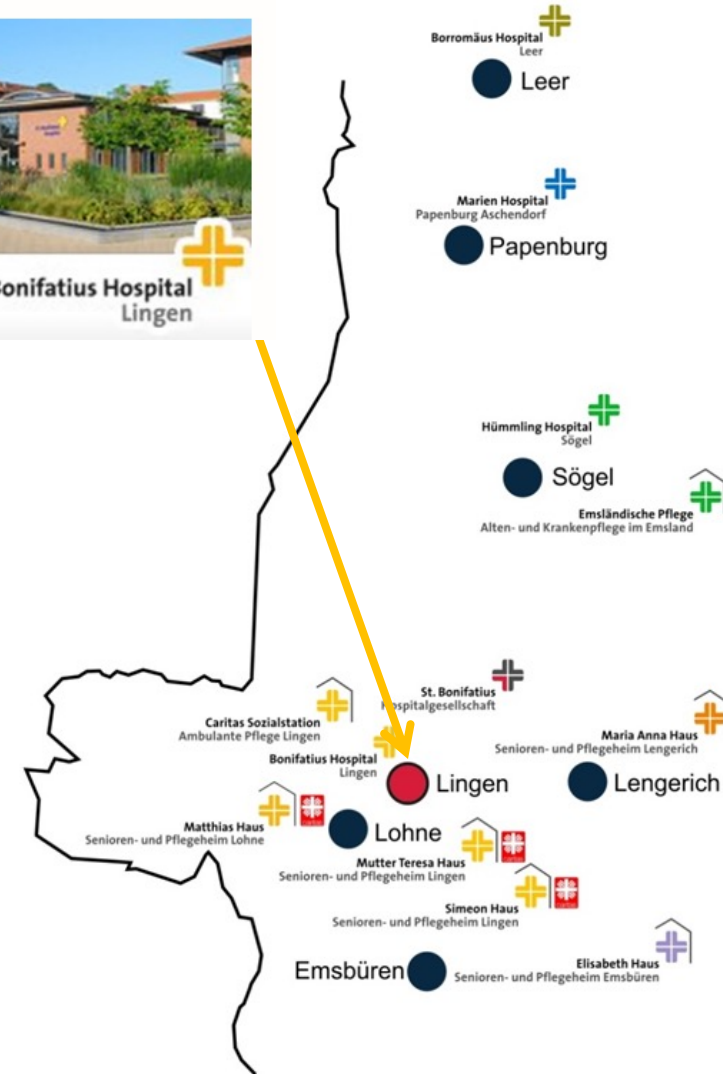 Borromäus Hospital
Leer
Leer
Marien Hospital
Papenburg Aschendorf
Papenburg
Bonifatius Hospital
Lingen
Hümmling Hospital
Sögel
Sögel
Emsländische Pflege
Alten- und Krankenpflege im Emsland
St. Bonifatius
Hospitalgesellschaft
Caritas Sozialstation
Ambulante Pflege Lingen
Maria Anna Haus
Senioren- und Pflegeheim Lengerich
Bonifatius Hospital
Lingen
Lingen
Lengerich
Matthias Haus
Senioren- und Pflegeheim Lohne
Lohne
Mutter Teresa Haus
Senioren- und Pflegeheim Lingen
Simeon Haus
Senioren- und Pflegeheim Lingen
Emsbüren
Elisabeth Haus
Senioren- und Pflegeheim Emsbüren